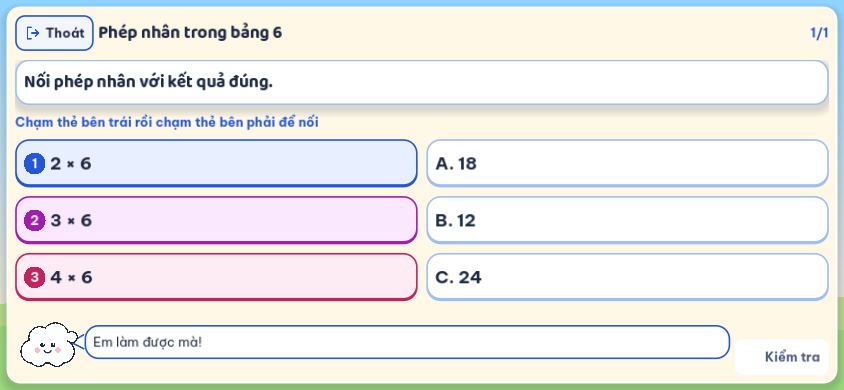 Thoát Phép nhân trong bảng 6 1/1
Nối phép nhân với kết quả đúng.
Chạm thẻ bên trái rồi chạm thẻ bên phải để nối
1 2 × 6 A. 18
2 3 × 6 B. 12
3 4 × 6 C. 24
Em làm được mà!
Kiểm tra